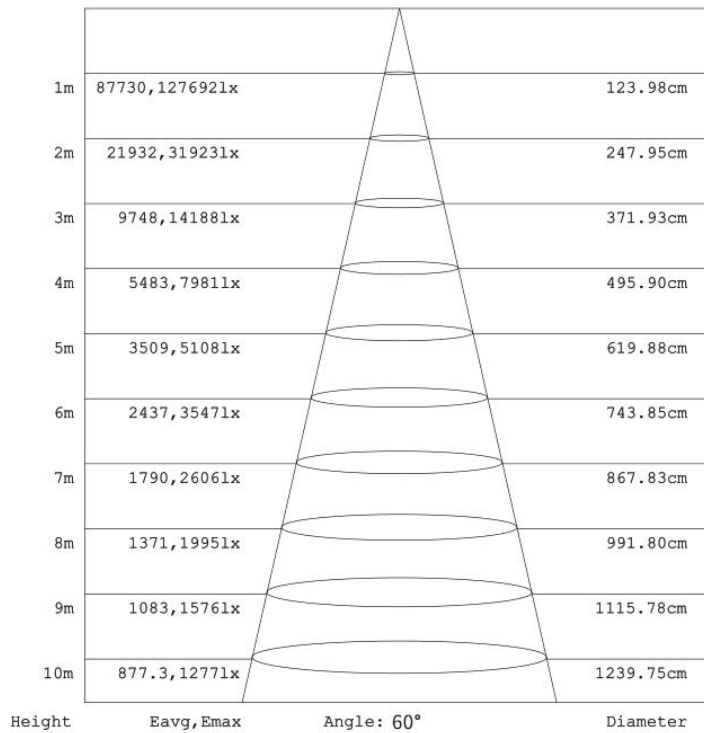 1m 87730,127692lx 123.98cm
2m 21932,31923lx 247.95cm
3m 9748,14188lx 371.93cm
4m 5483,7981lx 495.90cm
5m 3509,5108lx 619.88cm
6m 2437,3547lx 743.85cm
7m 1790,2606lx 867.83cm
8m 1371,1995lx 991.80cm
9m 1083,1576lx 1115.78cm
10m 877.3,1277lx 1239.75cm
Height Eavg,Emax Angle: 60° Diameter